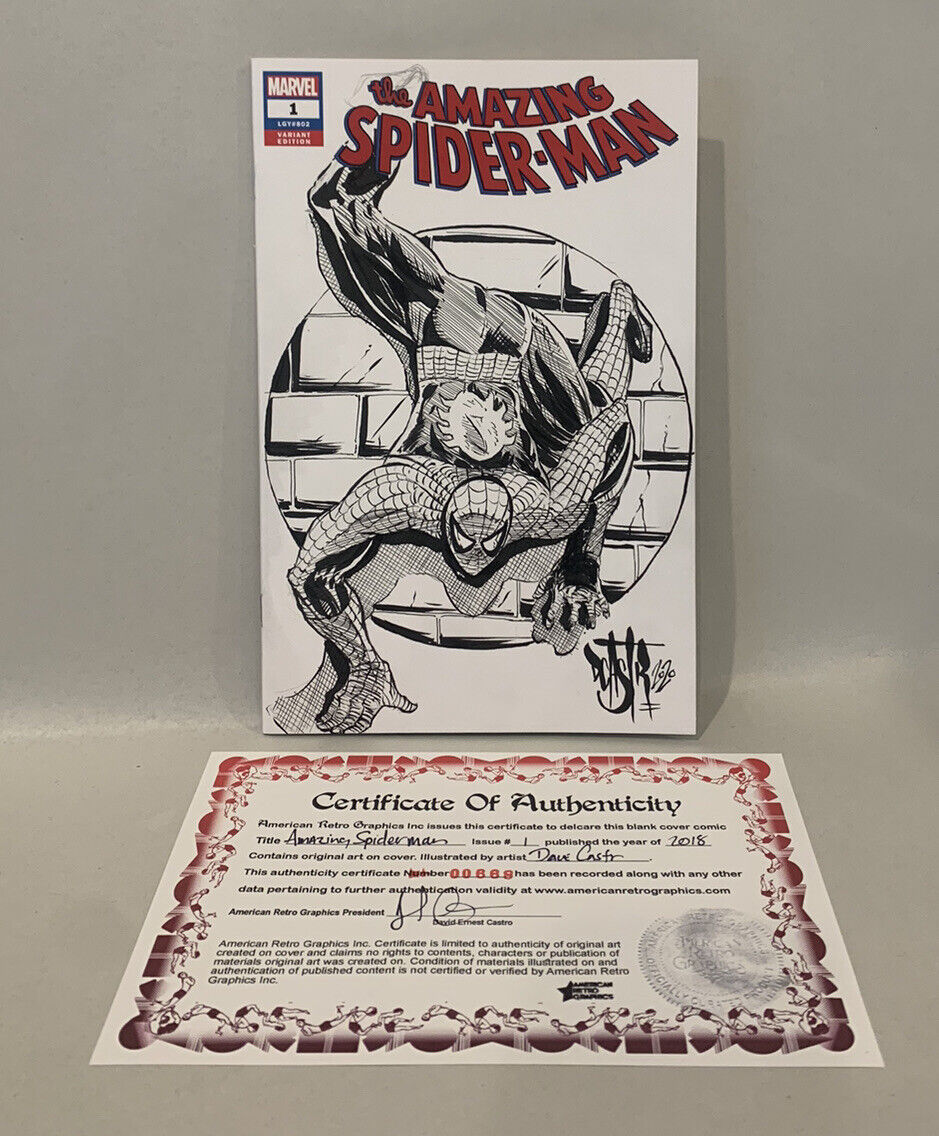 MARVEL
1
LGY#802
VARIANT
EDITION
the AMAZING
SPIDER-MAN
DCASTR 2020
Certificate Of Authenticity
American Retro Graphics Inc issues this certificate to delcare this blank cover comic
Title Amazing Spiderman Issue # 1 published the year of 2018
Contains original art on cover. Illustrated by artist Dave Castr.
This authenticity certificate Number 00669 has been recorded along with any other
data pertaining to further authentication validity at www.americanretrographics.com
American Retro Graphics President
David Ernest Castro
American Retro Graphics Inc. Certificate is limited to authenticity of original art
created on cover and claims no rights to contents, characters or publication of
materials original art was created on. Condition of materials illustrated on and
authentication of published content is not certified or verified by American Retro
Graphics Inc.
AMERICAN
RETRO
GRAPHICS